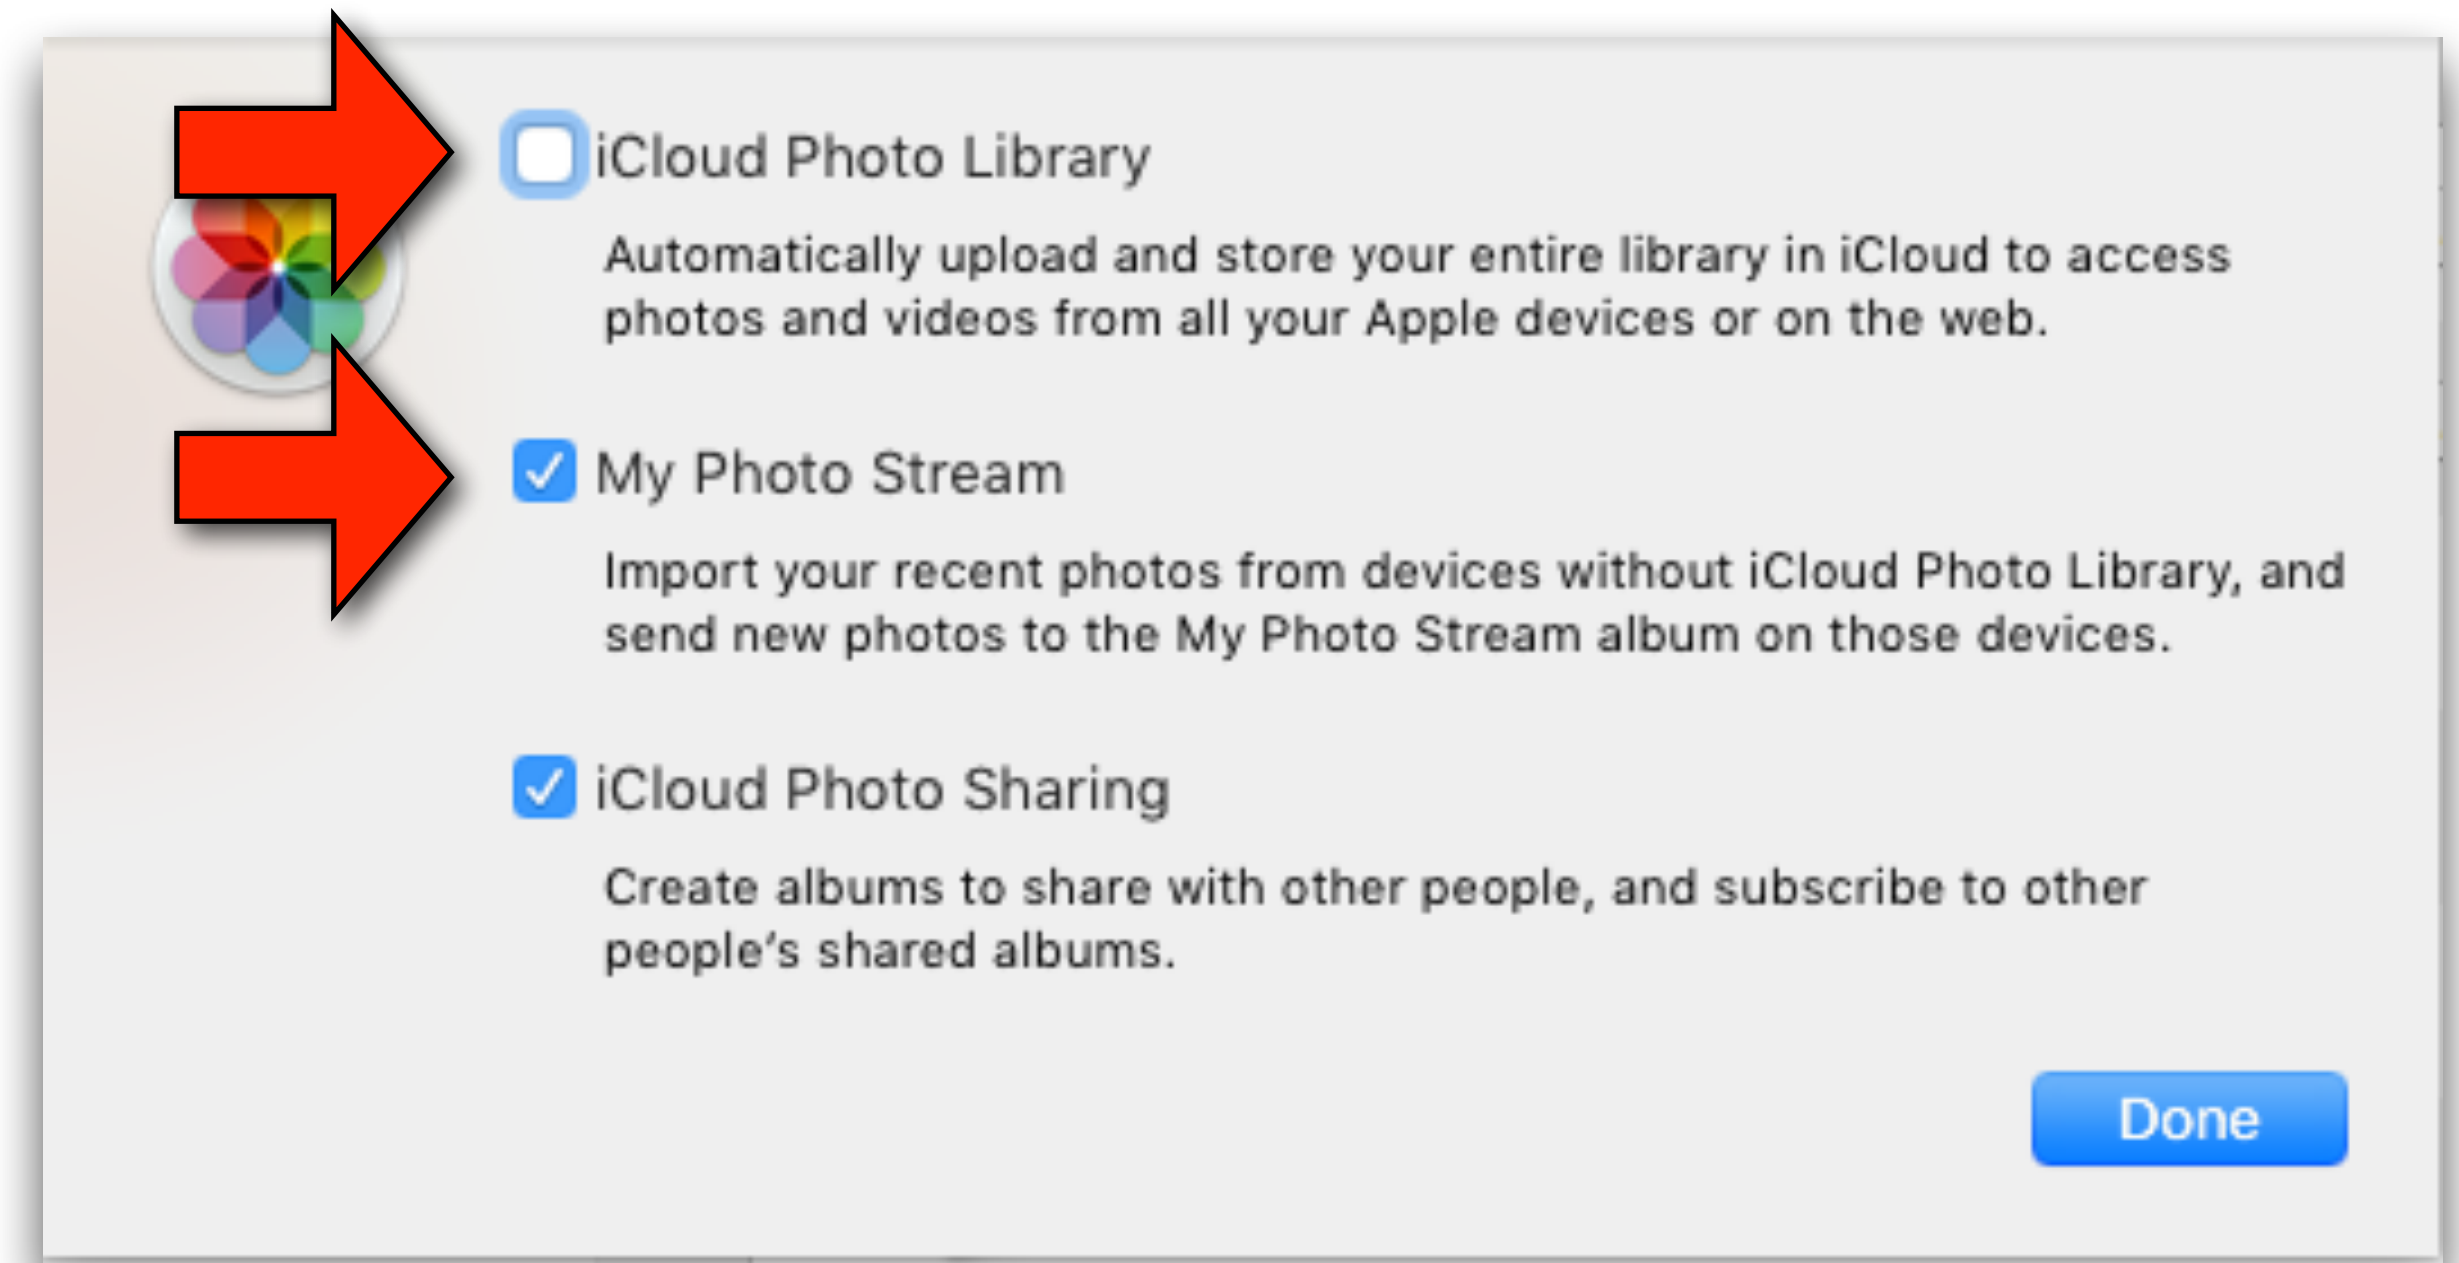 iCloud Photo Library
Automatically upload and store your entire library in iCloud to access
photos and videos from all your Apple devices or on the web.
My Photo Stream
Import your recent photos from devices without iCloud Photo Library, and
send new photos to the My Photo Stream album on those devices.
iCloud Photo Sharing
Create albums to share with other people, and subscribe to other
people’s shared albums.
Done